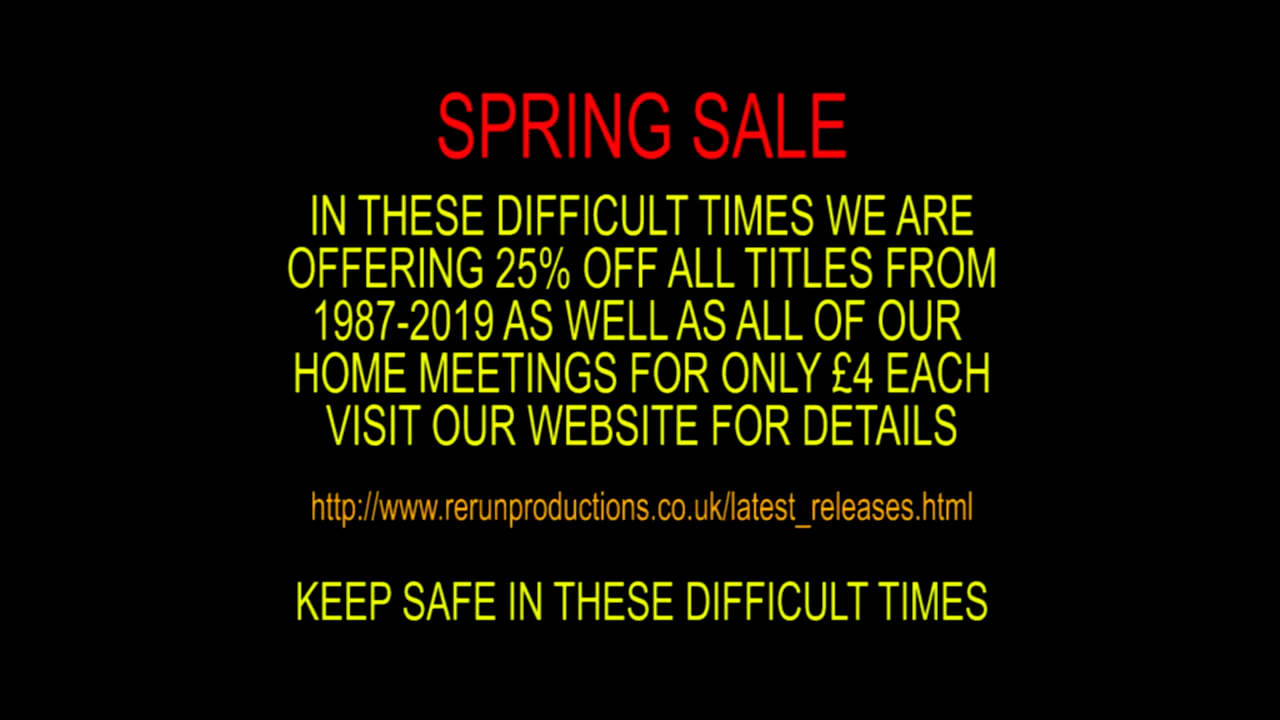 SPRING SALE
IN THESE DIFFICULT TIMES WE ARE
OFFERING 25% OFF ALL TITLES FROM
1987-2019 AS WELL AS ALL OF OUR
HOME MEETINGS FOR ONLY £4 EACH
VISIT OUR WEBSITE FOR DETAILS
http://www.rerunproductions.co.uk/latest_releases.html
KEEP SAFE IN THESE DIFFICULT TIMES